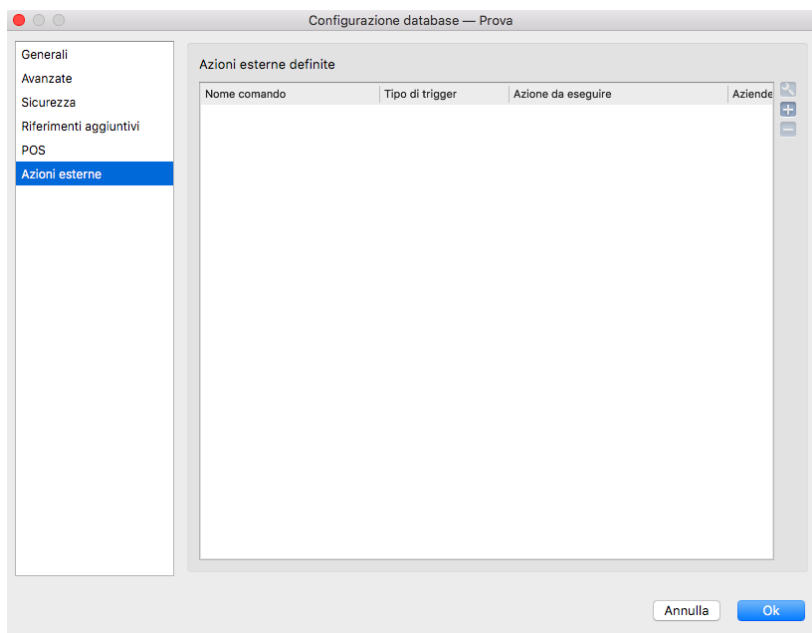 Configurazione database — Prova
Generali
Avanzate
Sicurezza
Riferimenti aggiuntivi
POS
Azioni esterne
Azioni esterne definite
Nome comando Tipo di trigger Azione da eseguire Aziende
Annulla Ok